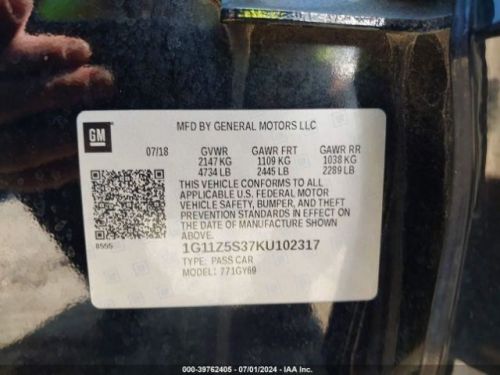 GM
MFD BY GENERAL MOTORS LLC
07/18 GVWR GAWR FRT GAWR RR
2147 KG 1109 KG 1038 KG
4734 LB 2445 LB 2289 LB
THIS VEHICLE CONFORMS TO ALL
APPLICABLE U.S. FEDERAL MOTOR
VEHICLE SAFETY, BUMPER, AND THEFT
PREVENTION STANDARDS IN EFFECT ON
THE DATE OF MANUFACTURE SHOWN
ABOVE.
8555
1G11Z5S37KU102317
TYPE: PASS CAR
MODEL: 771GY69
© COPYRIGHT - 0000-39762405 - 07/01/2024 - IAA Inc.